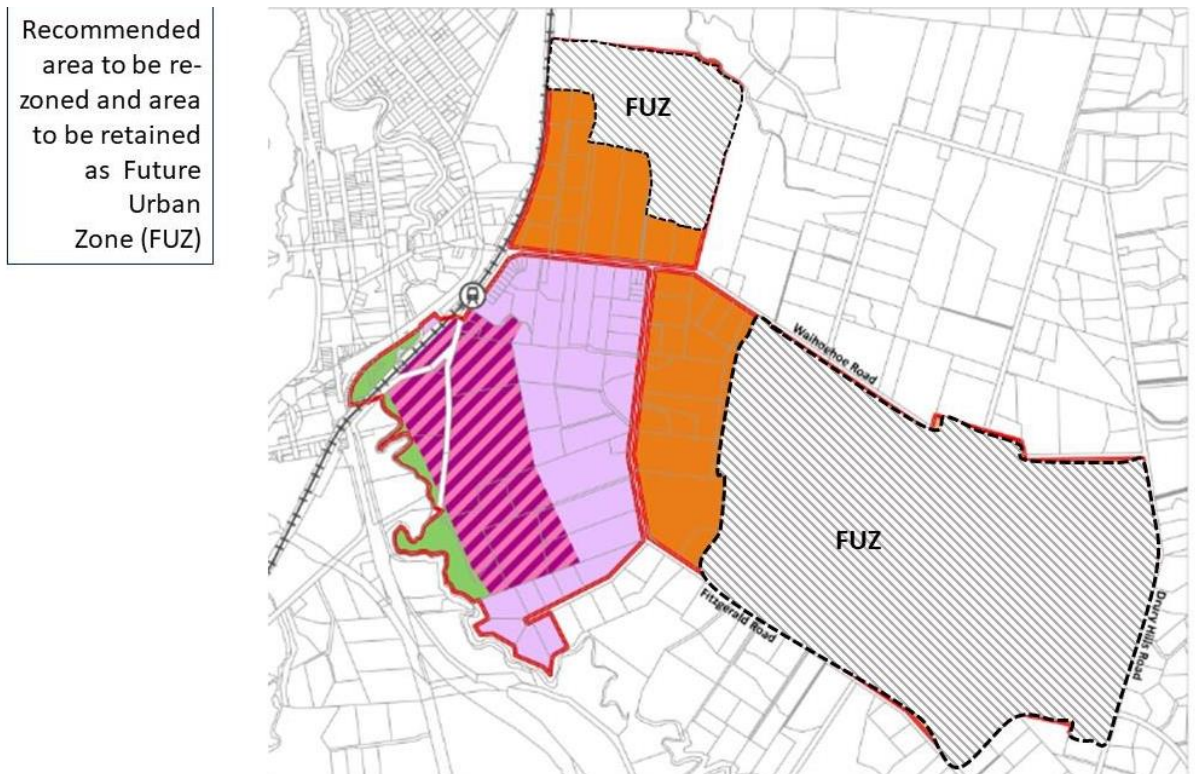 Recommended
area to be re-
zoned and area
to be retained
as Future
Urban
Zone (FUZ)
FUZ
Waihoehoe Road
FUZ
Fitzgerald Road
Drury Hills Road